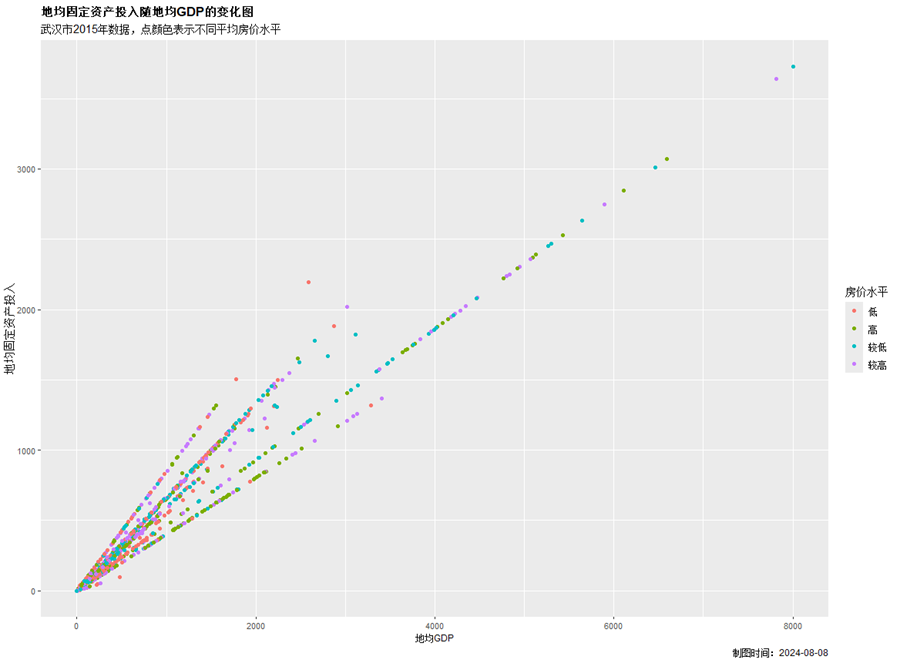 地均固定资产投入随地均GDP的变化图
武汉市2015年数据，点颜色表示不同平均房价水平
地均固定资产投入
3000
2000
1000
0
0
2000
4000
6000
8000
地均GDP
房价水平
低
高
较低
较高
制图时间：2024-08-08